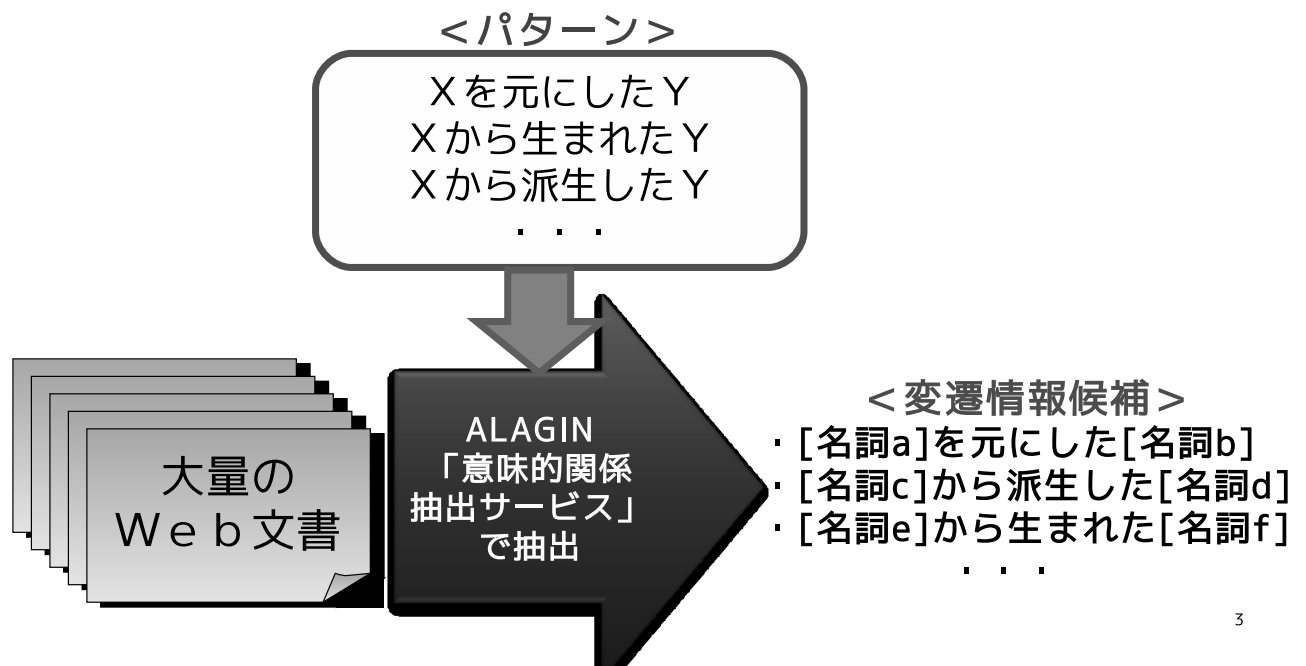 ＜パターン＞
Ｘを元にしたＹ
Ｘから生まれたＹ
Ｘから派生したＹ
・・・
大量の
Ｗｅｂ文書
ALAGIN
「意味的関係
抽出サービス」
で抽出
＜変遷情報候補＞
・[名詞a]を元にした[名詞b]
・[名詞c]から派生した[名詞d]
・[名詞e]から生まれた[名詞f]
・・・
3